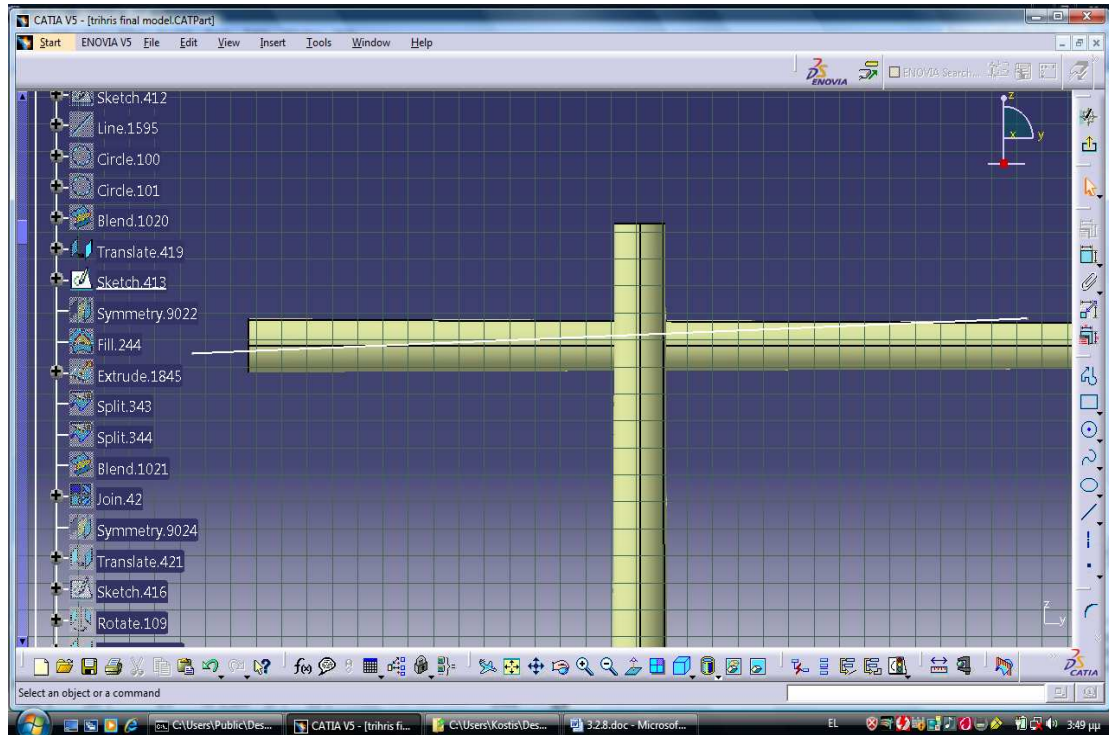 CATIA V5 - [trihris final model.CATPart]
Start ENOVIA V5 File Edit View Insert Tools Window Help
ENOVIA
ENOVIA Search...
Sketch.412
Line.1595
Circle.100
Circle.101
Blend.1020
Translate.419
Sketch.413
Symmetry.9022
Fill.244
Extrude.1845
Split.343
Split.344
Blend.1021
Join.42
Symmetry.9024
Translate.421
Sketch.416
Rotate.109
z
x y
z
y
f(x)
CATIA
Select an object or a command
C:\Users\Public\Des... CATIA V5 - [trihris fi... C:\Users\Kostis\Des... 3.2.8.doc - Microsof... EL 3:49 μμ